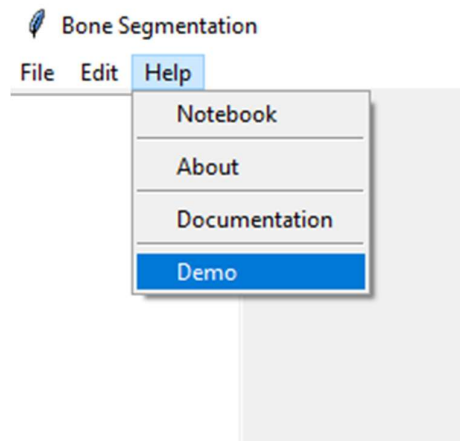 Bone Segmentation
File Edit Help
Notebook
About
Documentation
Demo